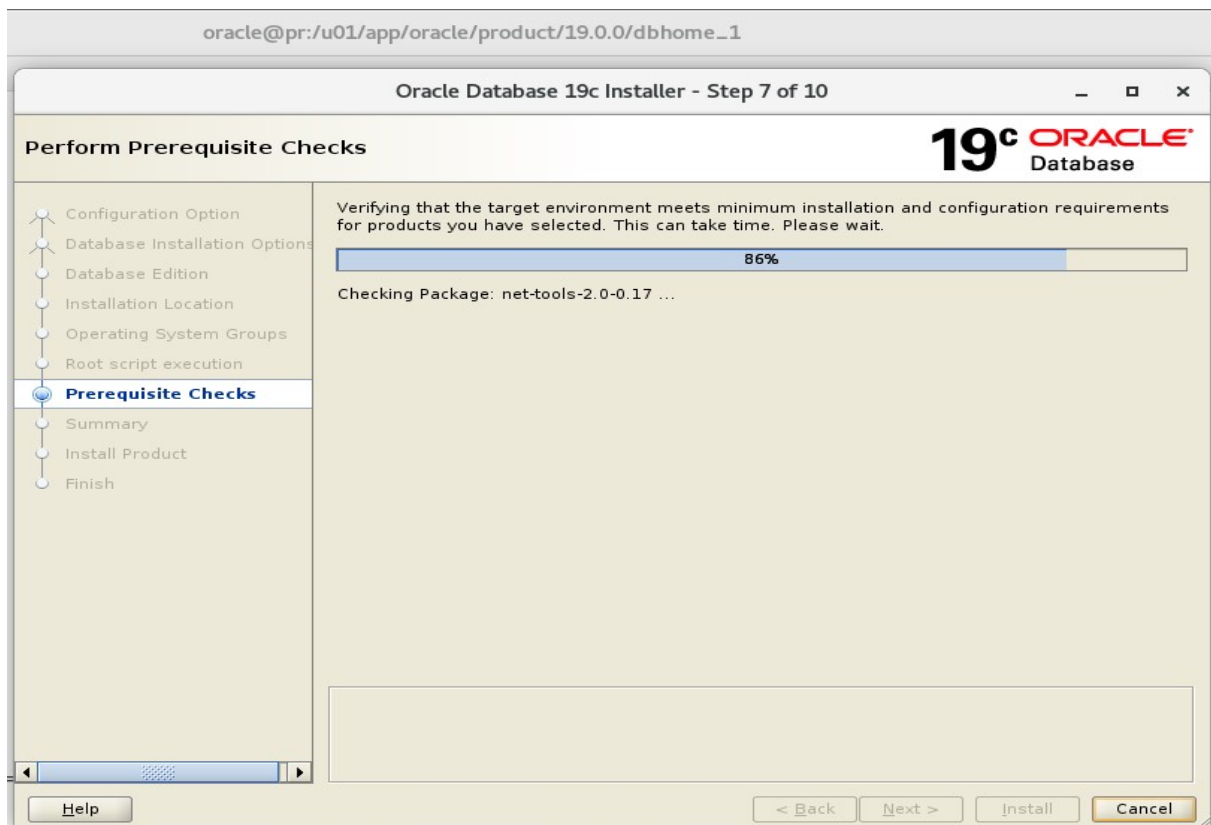 oracle@pr:/u01/app/oracle/product/19.0.0/dbhome_1
Oracle Database 19c Installer - Step 7 of 10
Perform Prerequisite Checks
19c ORACLE
Database
Configuration Option
Database Installation Options
Database Edition
Installation Location
Operating System Groups
Root script execution
Prerequisite Checks
Summary
Install Product
Finish
Verifying that the target environment meets minimum installation and configuration requirements
for products you have selected. This can take time. Please wait.
86%
Checking Package: net-tools-2.0-0.17 ...
Help
< Back
Next >
Install
Cancel